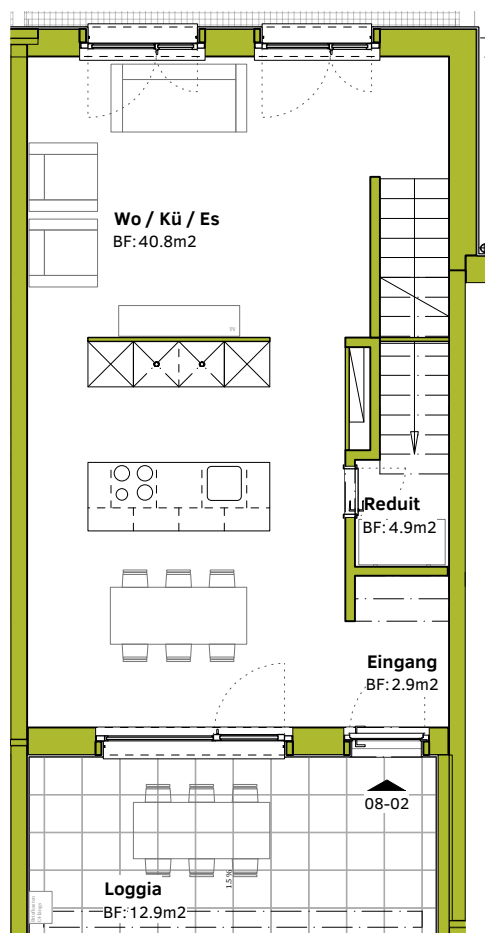 Wo / Kü / Es
BF: 40.8m2
TV
Reduit
BF: 4.9m2
Eingang
BF: 2.9m2
08-02
1.5 %
Loggia
BF: 12.9m2